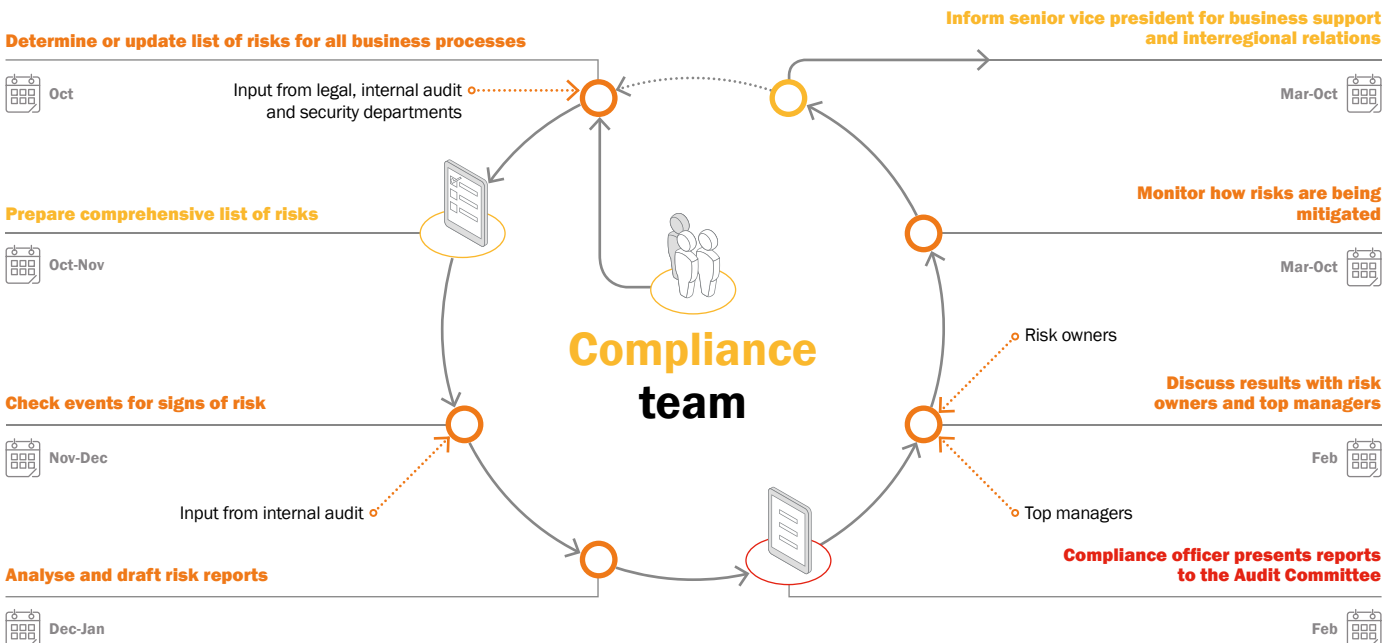 Determine or update list of risks for all business processes
Oct
Input from legal, internal audit
and security departments
Prepare comprehensive list of risks
Oct-Nov
Check events for signs of risk
Nov-Dec
Input from internal audit
Analyse and draft risk reports
Dec-Jan
Compliance
team
Inform senior vice president for business support
and interregional relations
Mar-Oct
Monitor how risks are being
mitigated
Mar-Oct
Risk owners
Discuss results with risk
owners and top managers
Feb
Top managers
Compliance officer presents reports
to the Audit Committee
Feb